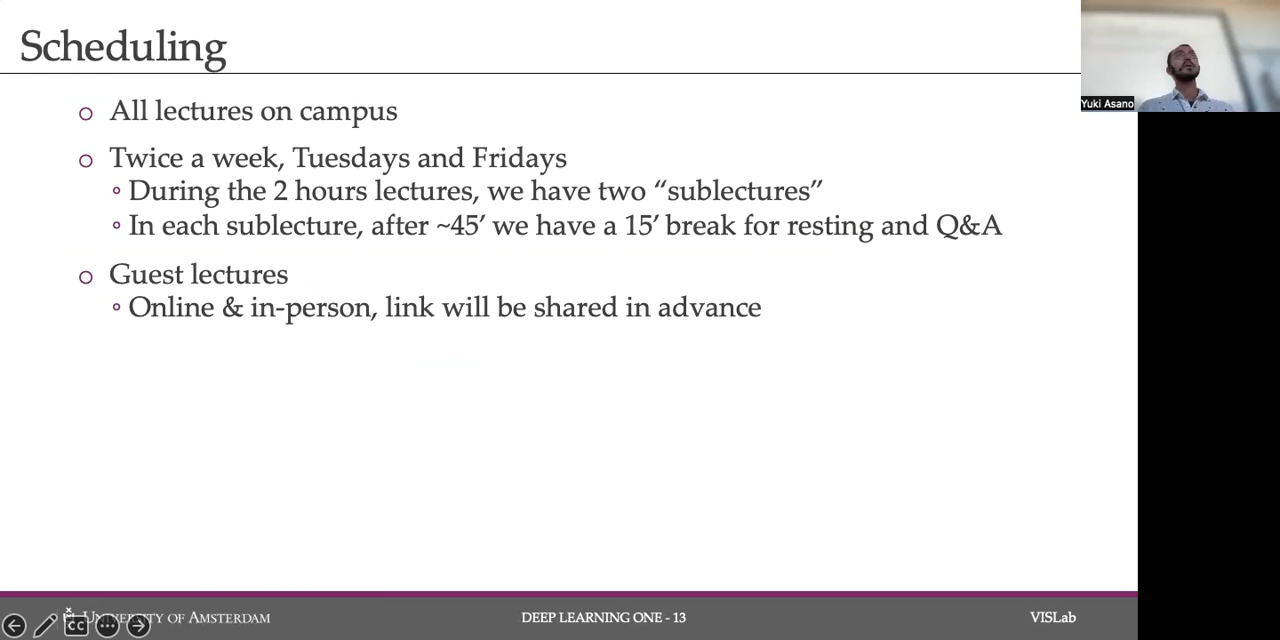 Scheduling
Yuki Asano
o All lectures on campus
o Twice a week, Tuesdays and Fridays
° During the 2 hours lectures, we have two “sublectures”
° In each sublecture, after ~45′ we have a 15′ break for resting and Q&A
o Guest lectures
° Online & in-person, link will be shared in advance
UNIVERSITY OF AMSTERDAM
CC
DEEP LEARNING ONE - 13
VISLab